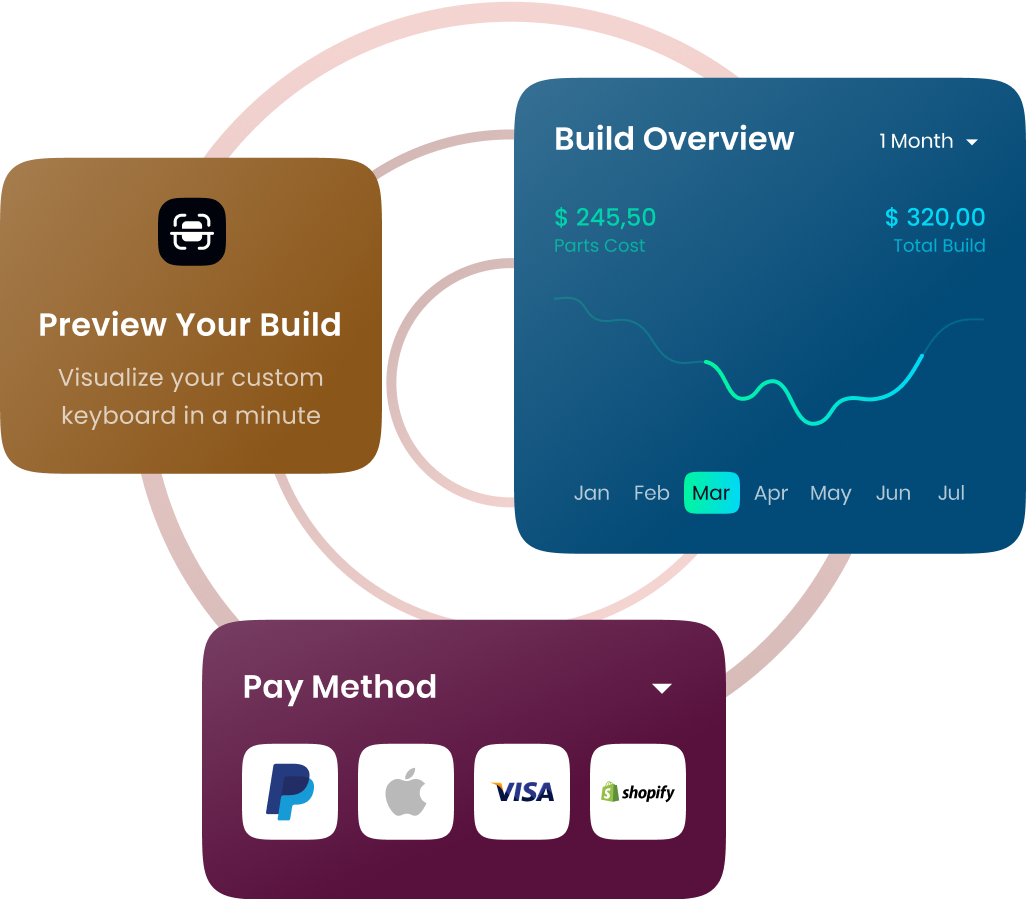 Build Overview
1 Month
$ 245,50
$ 320,00
Parts Cost
Total Build
Jan Feb Mar Apr May Jun Jul
Preview Your Build
Visualize your custom
keyboard in a minute
Pay Method
VISA
shopify